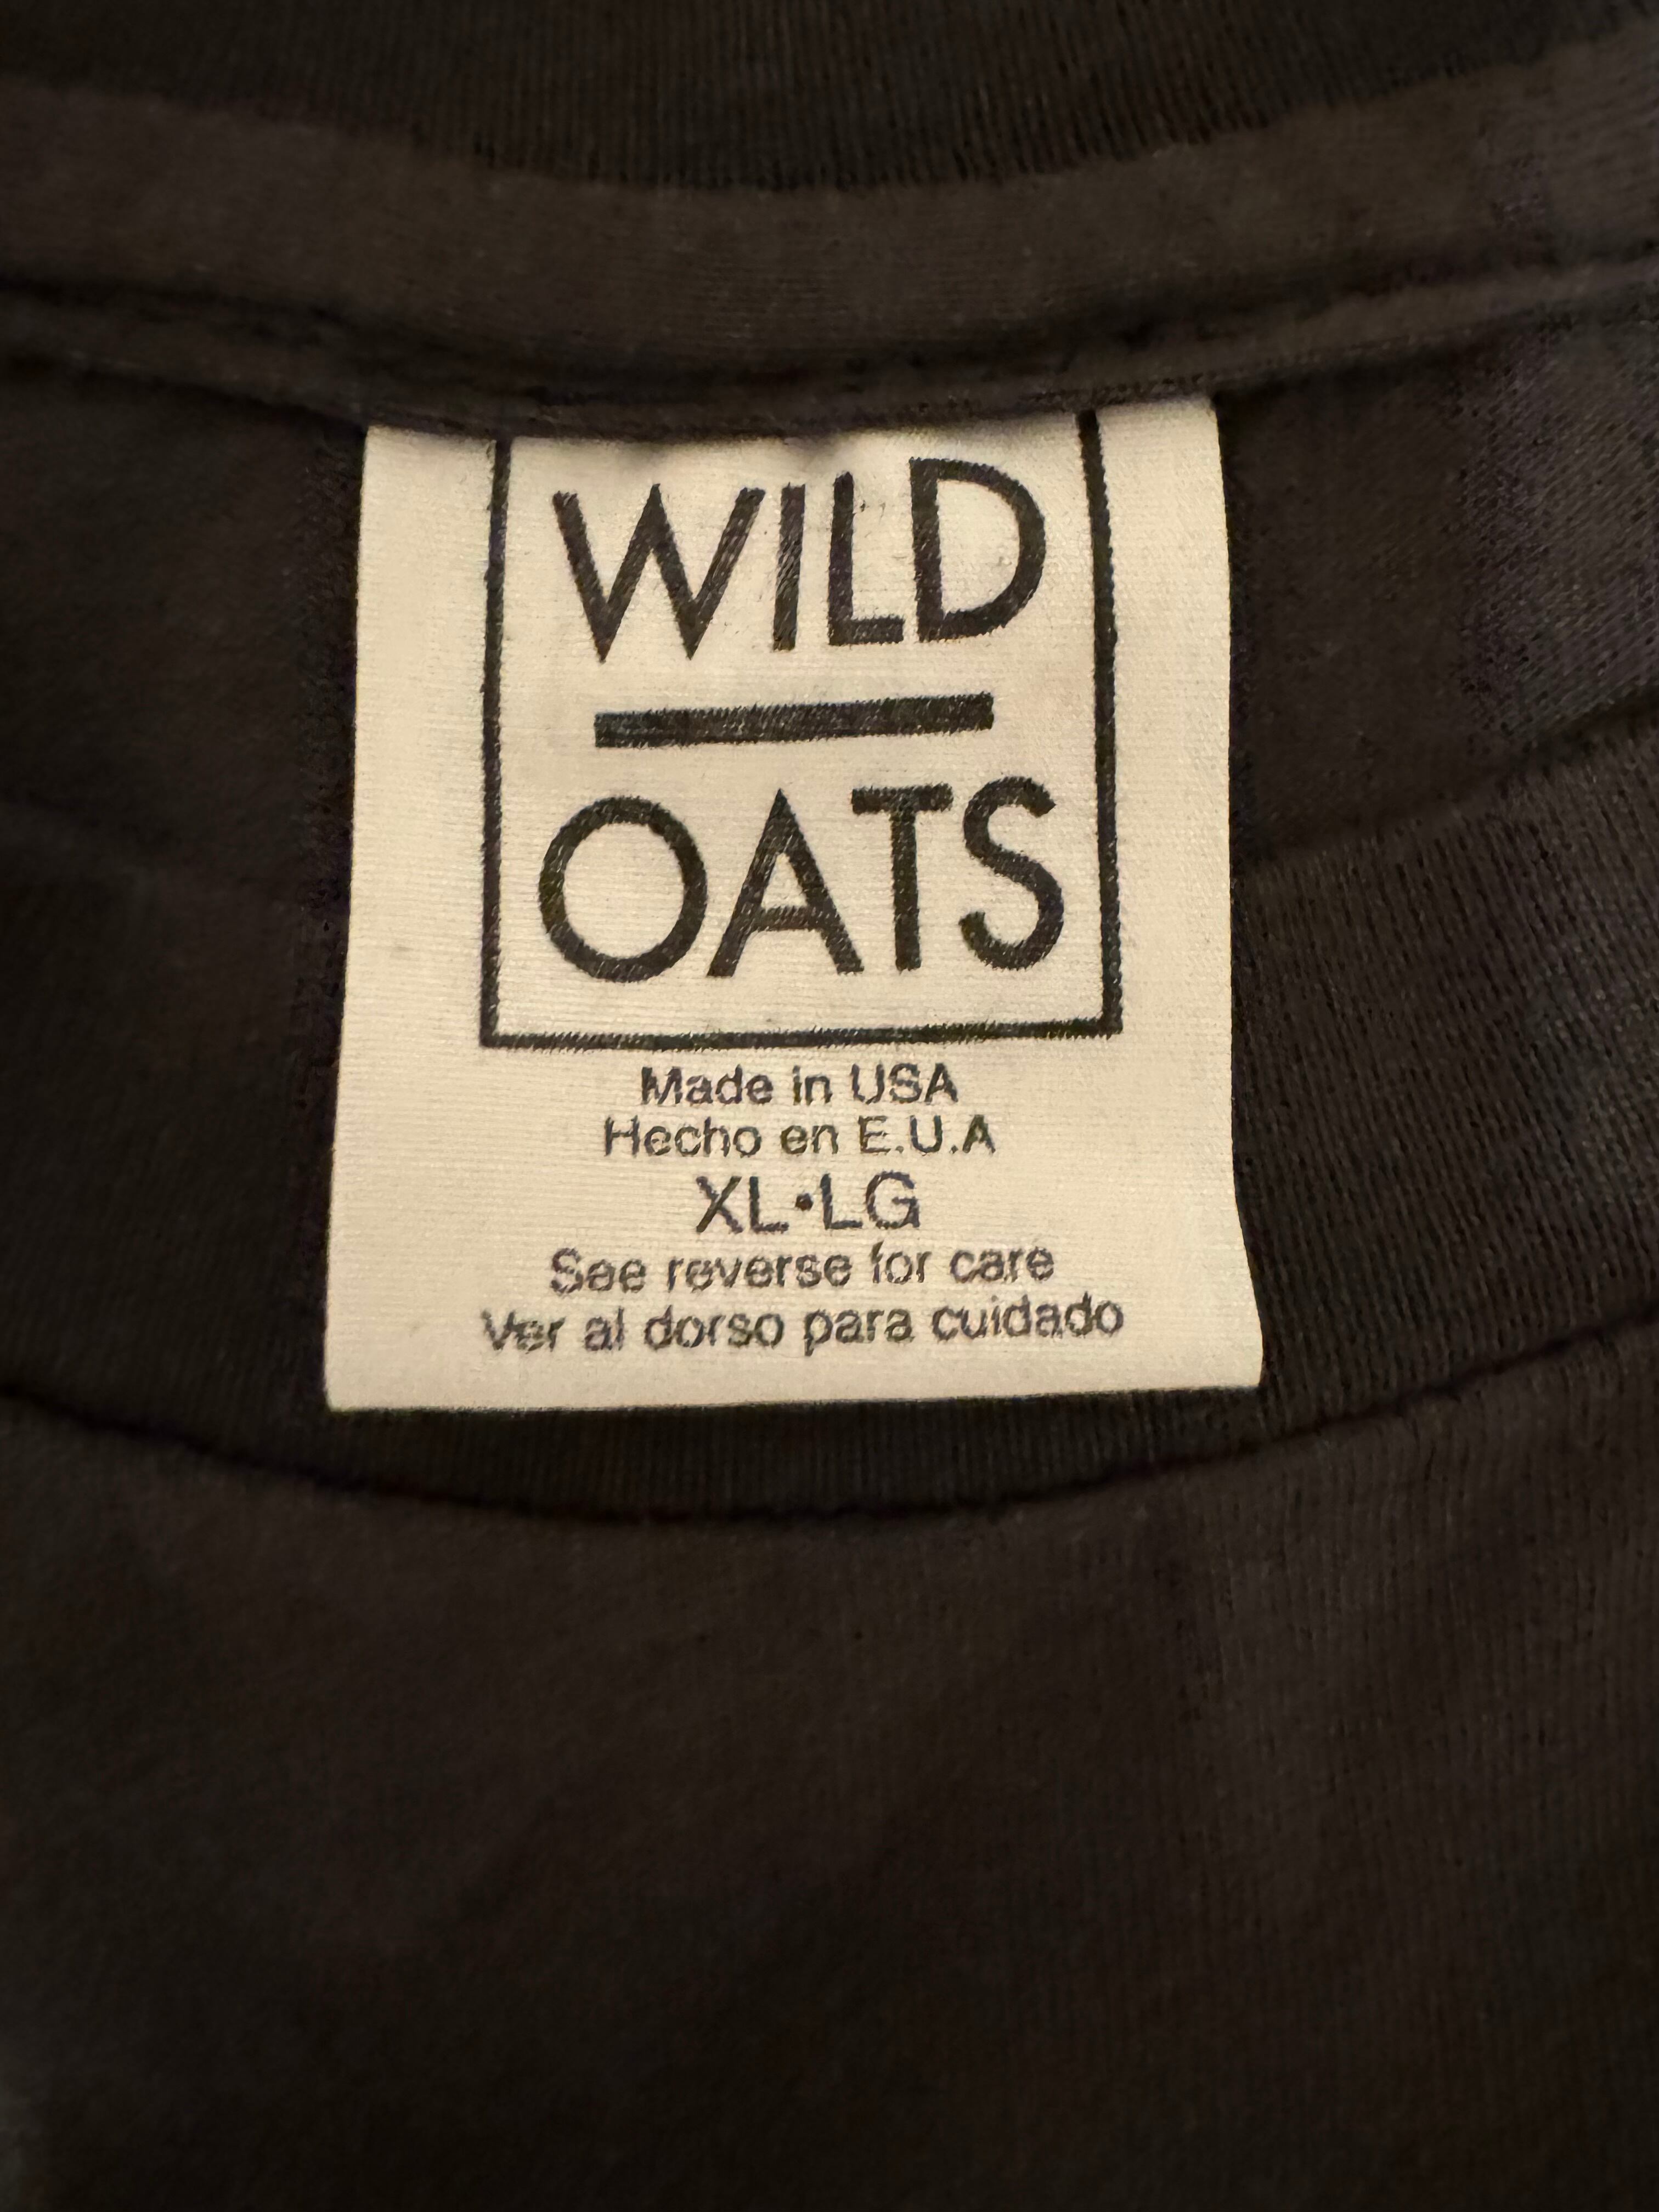 WILD
OATS
Made in USA
Hecho en E.U.A
XL•LG
See reverse for care
Ver al dorso para cuidado